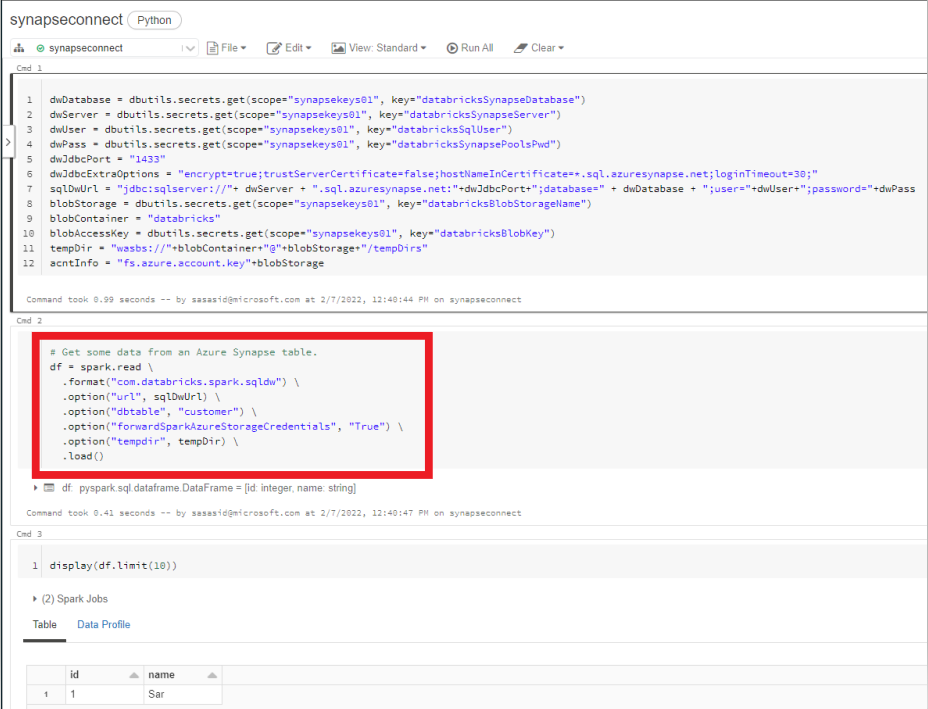 synapseconnect Python
synapseconnect File Edit View: Standard Run All Clear
Cmd 1
1 dwDatabase = dbutils.secrets.get(scope="synapsekeys01", key="databricksSynapseDatabase")
2 dwServer = dbutils.secrets.get(scope="synapsekeys01", key="databricksSynapseServer")
3 dwUser = dbutils.secrets.get(scope="synapsekeys01", key="databricksSqlUser")
4 dwPass = dbutils.secrets.get(scope="synapsekeys01", key="databricksSynapsePoolsPwd")
5 dwJdbcPort = "1433"
6 dwJdbcExtraOptions = "encrypt=true;trustServerCertificate=false;hostNameInCertificate=*.sql.azuresynapse.net;loginTimeout=30;"
7 sqlDwUrl = "jdbc:sqlserver://"+ dwServer + ".sql.azuresynapse.net:"+dwJdbcPort+";database=" + dwDatabase + ";user="+dwUser+";password="+dwPass
8 blobStorage = dbutils.secrets.get(scope="synapsekeys01", key="databricksBlobStorageName")
9 blobContainer = "databricks"
10 blobAccessKey = dbutils.secrets.get(scope="synapsekeys01", key="databricksBlobKey")
11 tempDir = "wasbs://"+blobContainer+"@"+blobStorage+"/tempDirs"
12 acntInfo = "fs.azure.account.key"+blobStorage
Command took 0.99 seconds -- by sasasid@microsoft.com at 2/7/2022, 12:40:44 PM on synapseconnect
Cmd 2
# Get some data from an Azure Synapse table.
df = spark.read \
.format("com.databricks.spark.sqldw") \
.option("url", sqlDwUrl) \
.option("dbtable", "customer") \
.option("forwardSparkAzureStorageCredentials", "True") \
.option("tempdir", tempDir) \
.load()
df: pyspark.sql.dataframe.DataFrame = [id: integer, name: string]
Command took 0.41 seconds -- by sasasid@microsoft.com at 2/7/2022, 12:40:47 PM on synapseconnect
Cmd 3
1 display(df.limit(10))
(2) Spark Jobs
Table Data Profile
id name
1 1 Sar